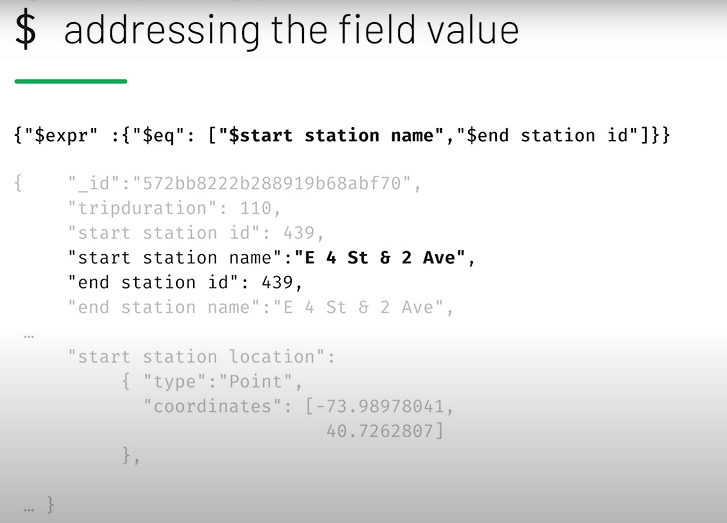 $ addressing the field value
{"$expr" :{"$eq": ["$start station name","$end station id"]}}
{ "_id":"572bb8222b288919b68abf70",
"tripduration": 110,
"start station id": 439,
"start station name":"E 4 St & 2 Ave",
"end station id": 439,
"end station name":"E 4 St & 2 Ave",
…
"start station location":
{ "type":"Point",
"coordinates": [-73.98978041,
40.7262807]
},
… }